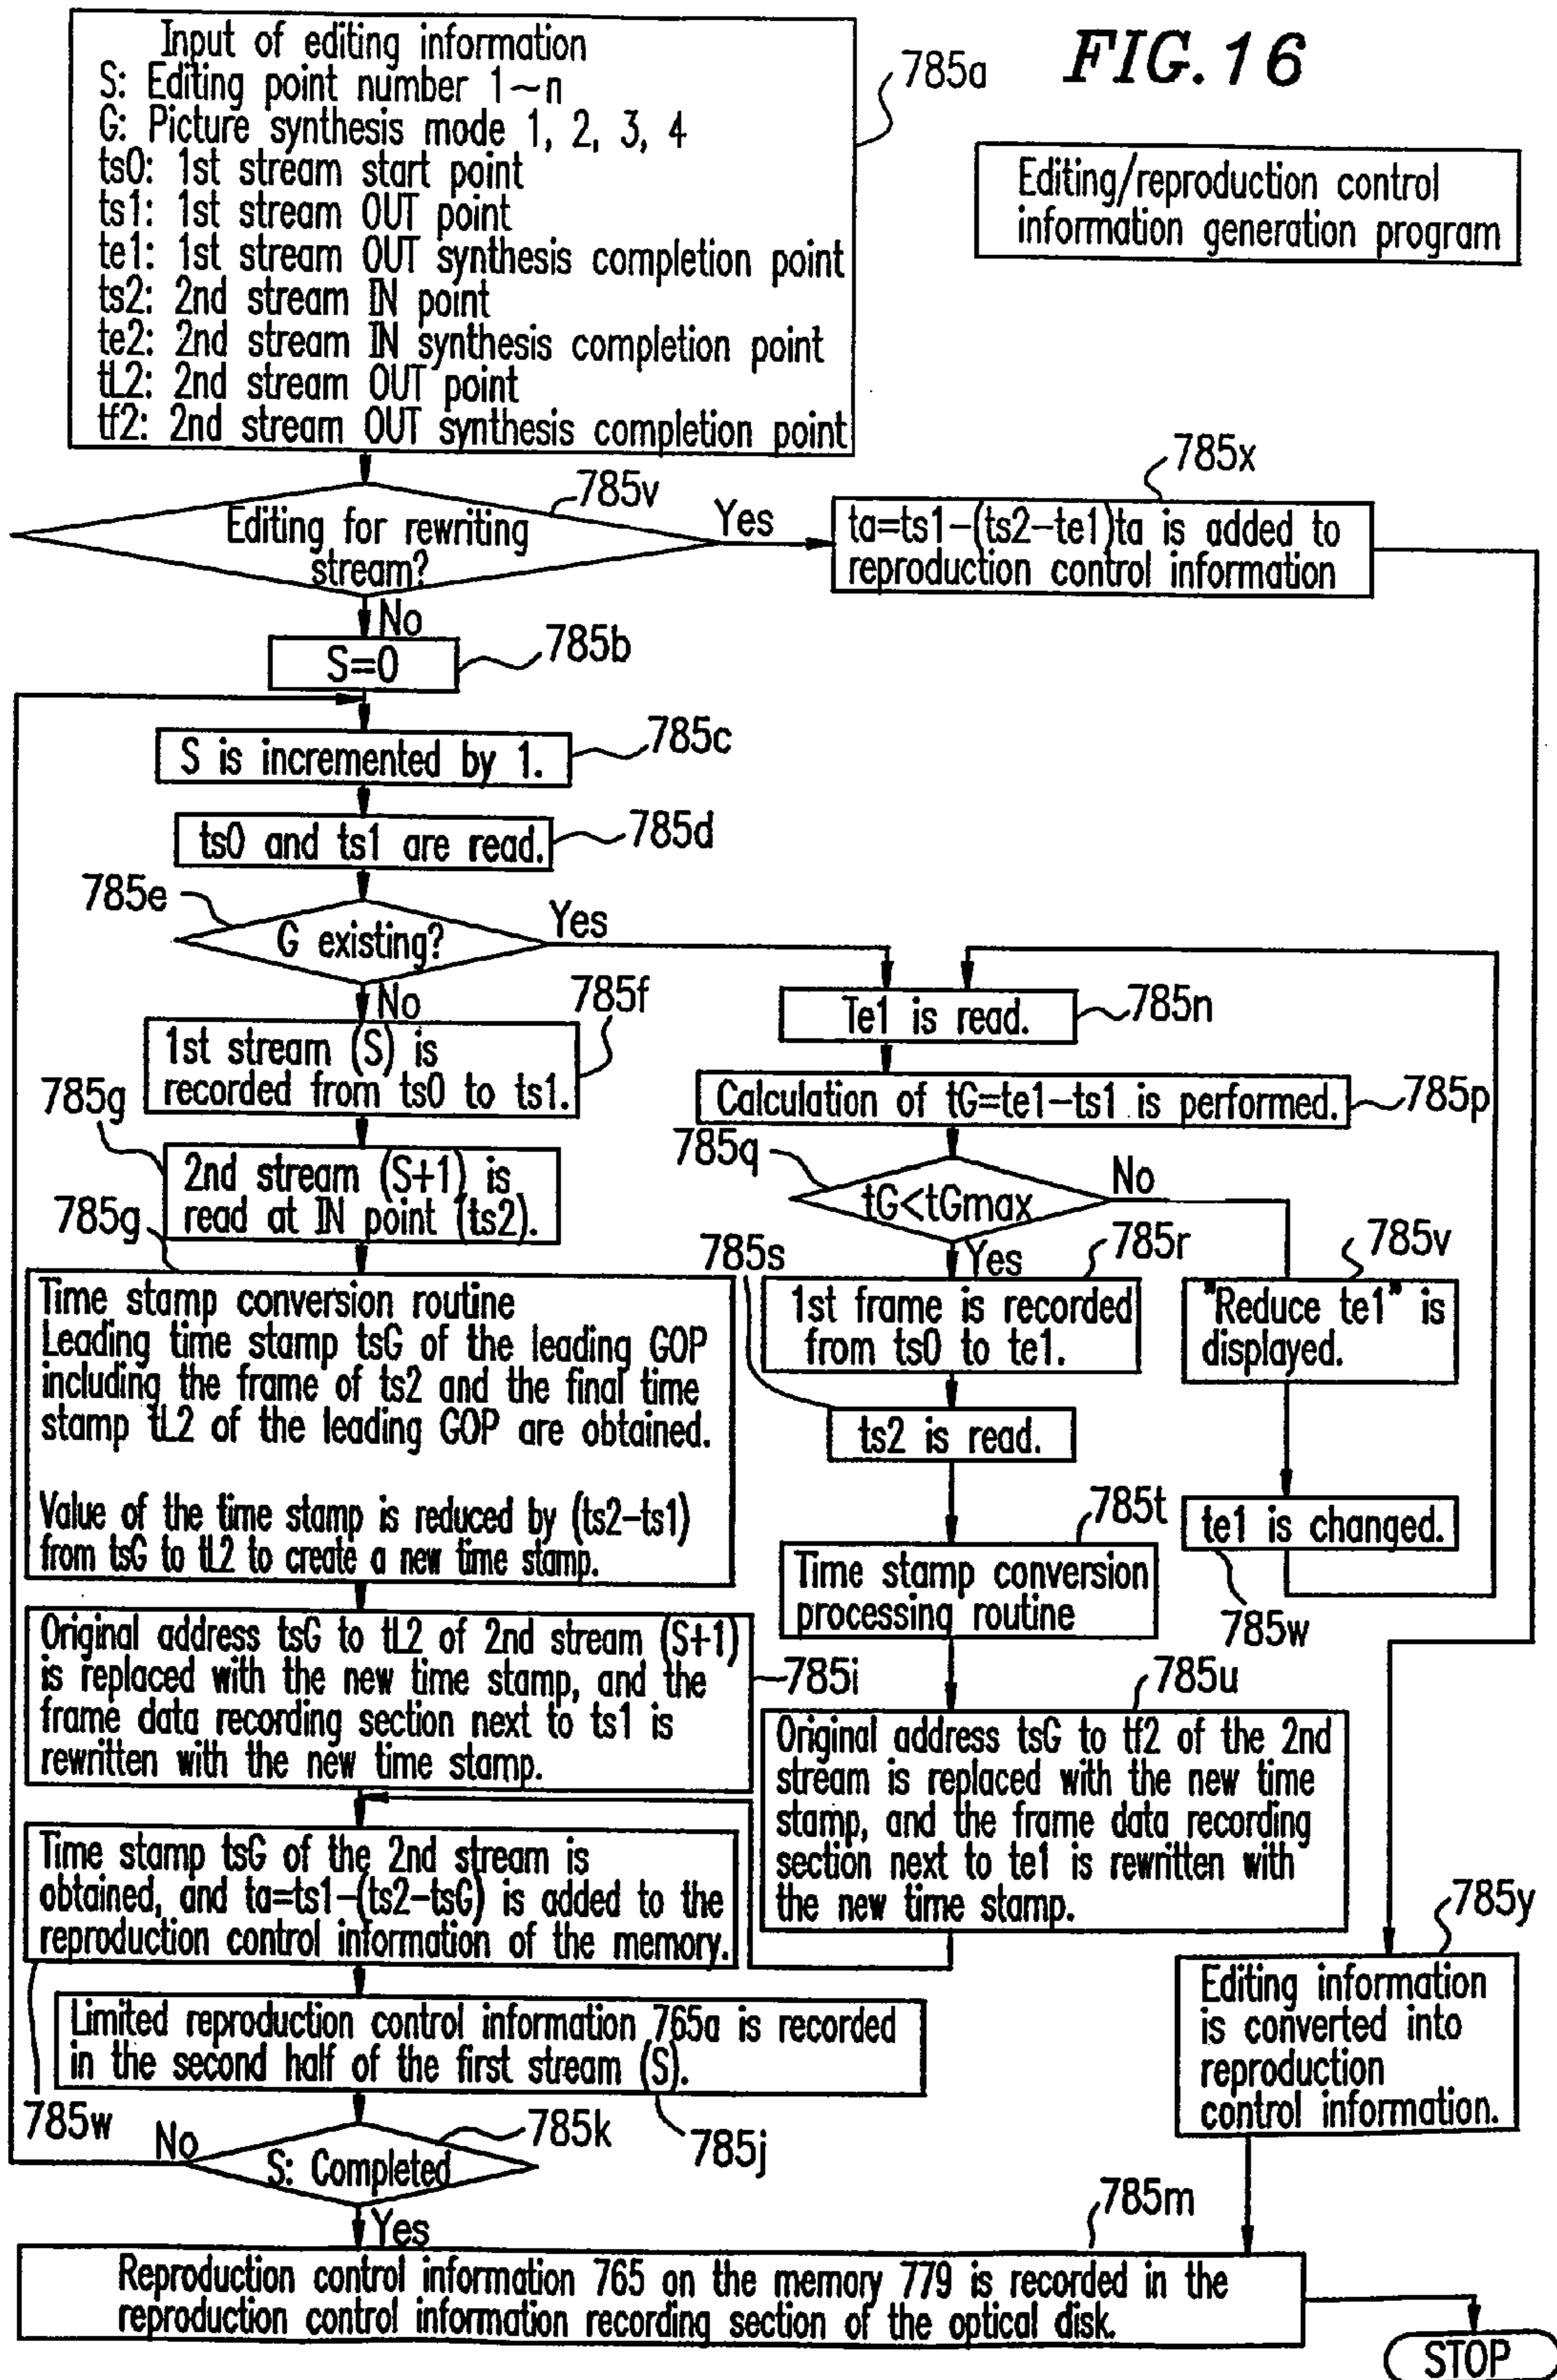 FIG. 16
Input of editing information
S: Editing point number 1~n
G: Picture synthesis mode 1, 2, 3, 4
ts0: 1st stream start point
ts1: 1st stream OUT point
te1: 1st stream OUT synthesis completion point
ts2: 2nd stream IN point
te2: 2nd stream IN synthesis completion point
tL2: 2nd stream OUT point
tf2: 2nd stream OUT synthesis completion point
785a
Editing/reproduction control
information generation program
785v
Editing for rewriting
stream?
Yes
No
785x
ta=ts1-(ts2-te1)ta is added to
reproduction control information
S=0
785b
S is incremented by 1.
785c
ts0 and ts1 are read.
785d
785e
G existing?
Yes
No
785f
1st stream (S) is
recorded from ts0 to ts1.
785g
2nd stream (S+1) is
read at IN point (ts2).
785g
Time stamp conversion routine
Leading time stamp tsG of the leading GOP
including the frame of ts2 and the final time
stamp tL2 of the leading GOP are obtained.
Value of the time stamp is reduced by (ts2-ts1)
from tsG to tL2 to create a new time stamp.
Original address tsG to tL2 of 2nd stream (S+1)
is replaced with the new time stamp, and the
frame data recording section next to ts1 is
rewritten with the new time stamp.
785i
Time stamp tsG of the 2nd stream is
obtained, and ta=ts1-(ts2-tsG) is added to the
reproduction control information of the memory.
785w
Limited reproduction control information 765a is recorded
in the second half of the first stream (S).
785j
785k
S: Completed
No
Yes
Te1 is read.
785n
Calculation of tG=te1-ts1 is performed.
785p
785q
tG<tGmax
No
Yes
785r
1st frame is recorded
from ts0 to te1.
785s
ts2 is read.
785t
Time stamp conversion
processing routine
785u
Original address tsG to tf2 of the 2nd
stream is replaced with the new time
stamp, and the frame data recording
section next to te1 is rewritten with
the new time stamp.
785v
"Reduce te1" is
displayed.
te1 is changed.
785w
785y
Editing information
is converted into
reproduction
control information.
785m
Reproduction control information 765 on the memory 779 is recorded in the
reproduction control information recording section of the optical disk.
STOP